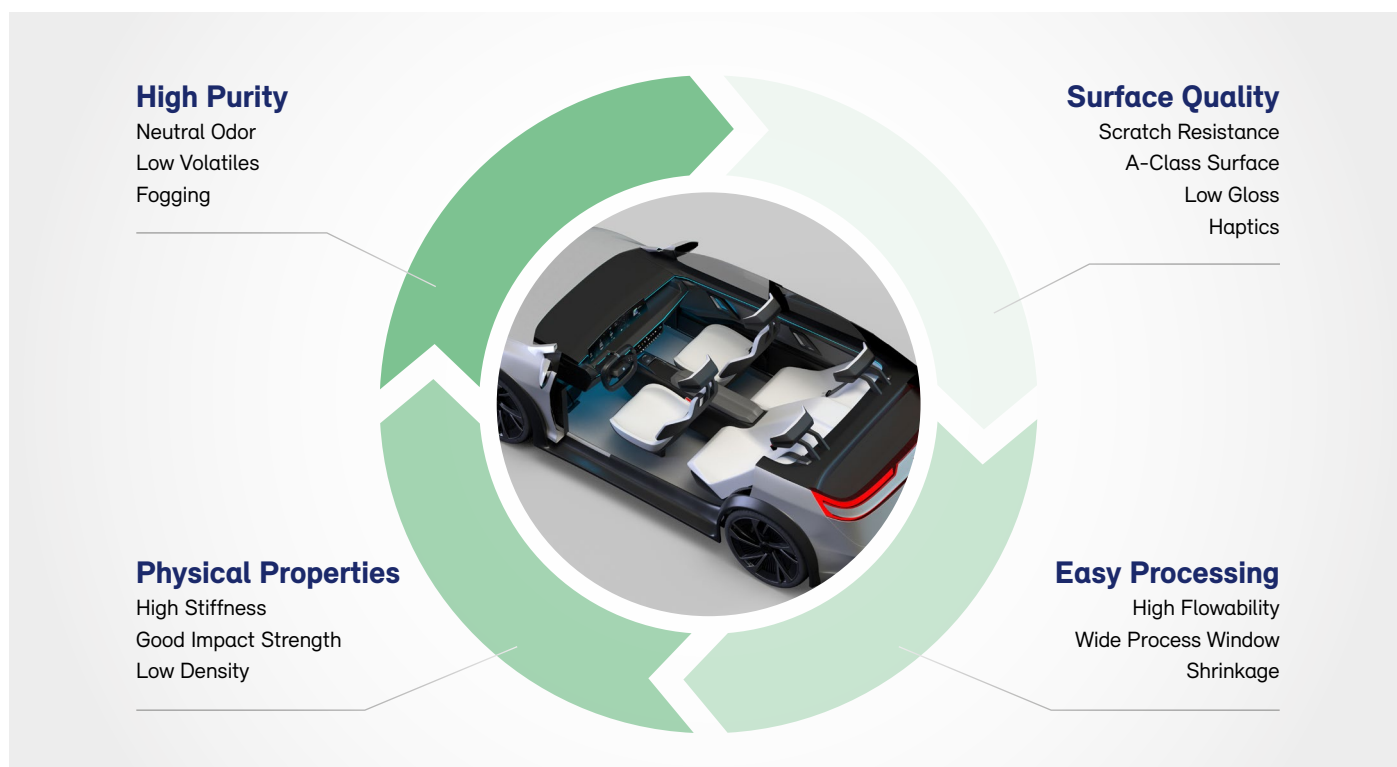 High Purity
Neutral Odor
Low Volatiles
Fogging
Surface Quality
Scratch Resistance
A-Class Surface
Low Gloss
Haptics
Physical Properties
High Stiffness
Good Impact Strength
Low Density
Easy Processing
High Flowability
Wide Process Window
Shrinkage